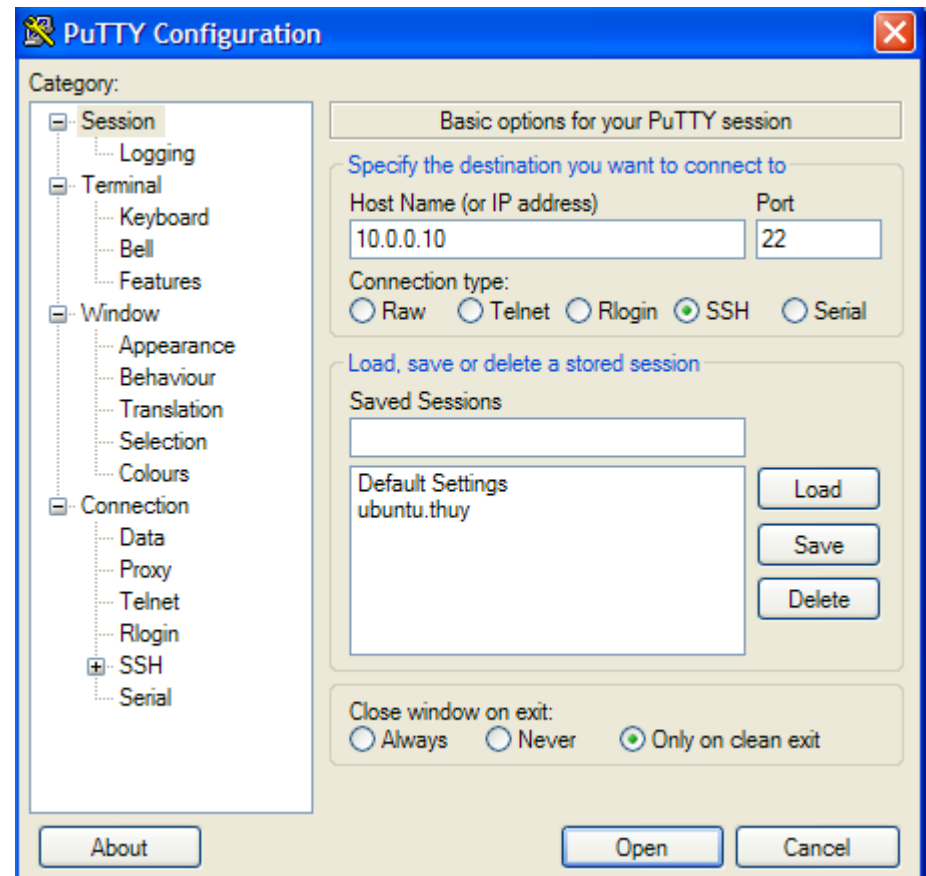 PuTTY Configuration
Category:
Session
Logging
Terminal
Keyboard
Bell
Features
Window
Appearance
Behaviour
Translation
Selection
Colours
Connection
Data
Proxy
Telnet
Rlogin
SSH
Serial
Basic options for your PuTTY session
Specify the destination you want to connect to
Host Name (or IP address) Port
10.0.0.10 22
Connection type:
Raw Telnet Rlogin SSH Serial
Load, save or delete a stored session
Saved Sessions
Default Settings
ubuntu.thuy
Load
Save
Delete
Close window on exit:
Always Never Only on clean exit
About Open Cancel